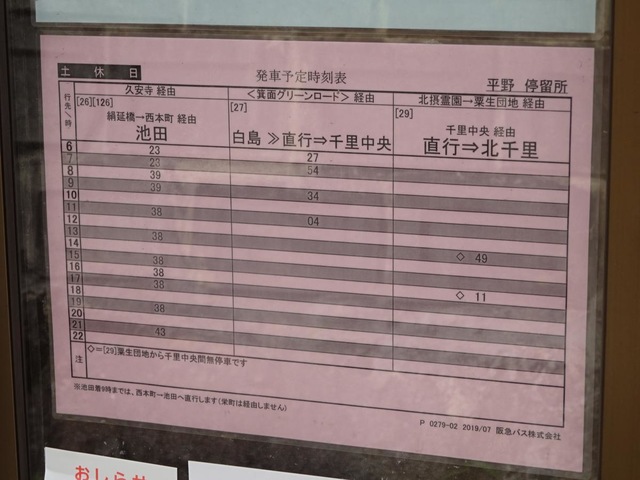 土 休 日
発車予定時刻表
平野 停留所
行先／時
久安寺 経由
＜箕面グリーンロード＞ 経由
北摂霊園→粟生団地 経由
[26][126]
絹延橋→西本町 経由
池田
[27]
白島 ≫直行⇒千里中央
[29]
千里中央 経由
直行⇒北千里
6 23
7 23 27
8 39 54
9 39
10 34
11 38
12 04
13 38
14
15 38 ◇ 49
16 38
17 38
18 ◇ 11
19 38
20
21 43
22
注 ◇=[29]粟生団地から千里中央間無停車です
※池田着9時までは、西本町→池田へ直行します(栄町は経由しません)
P 0279-02 2019/07 阪急バス株式会社
おしら